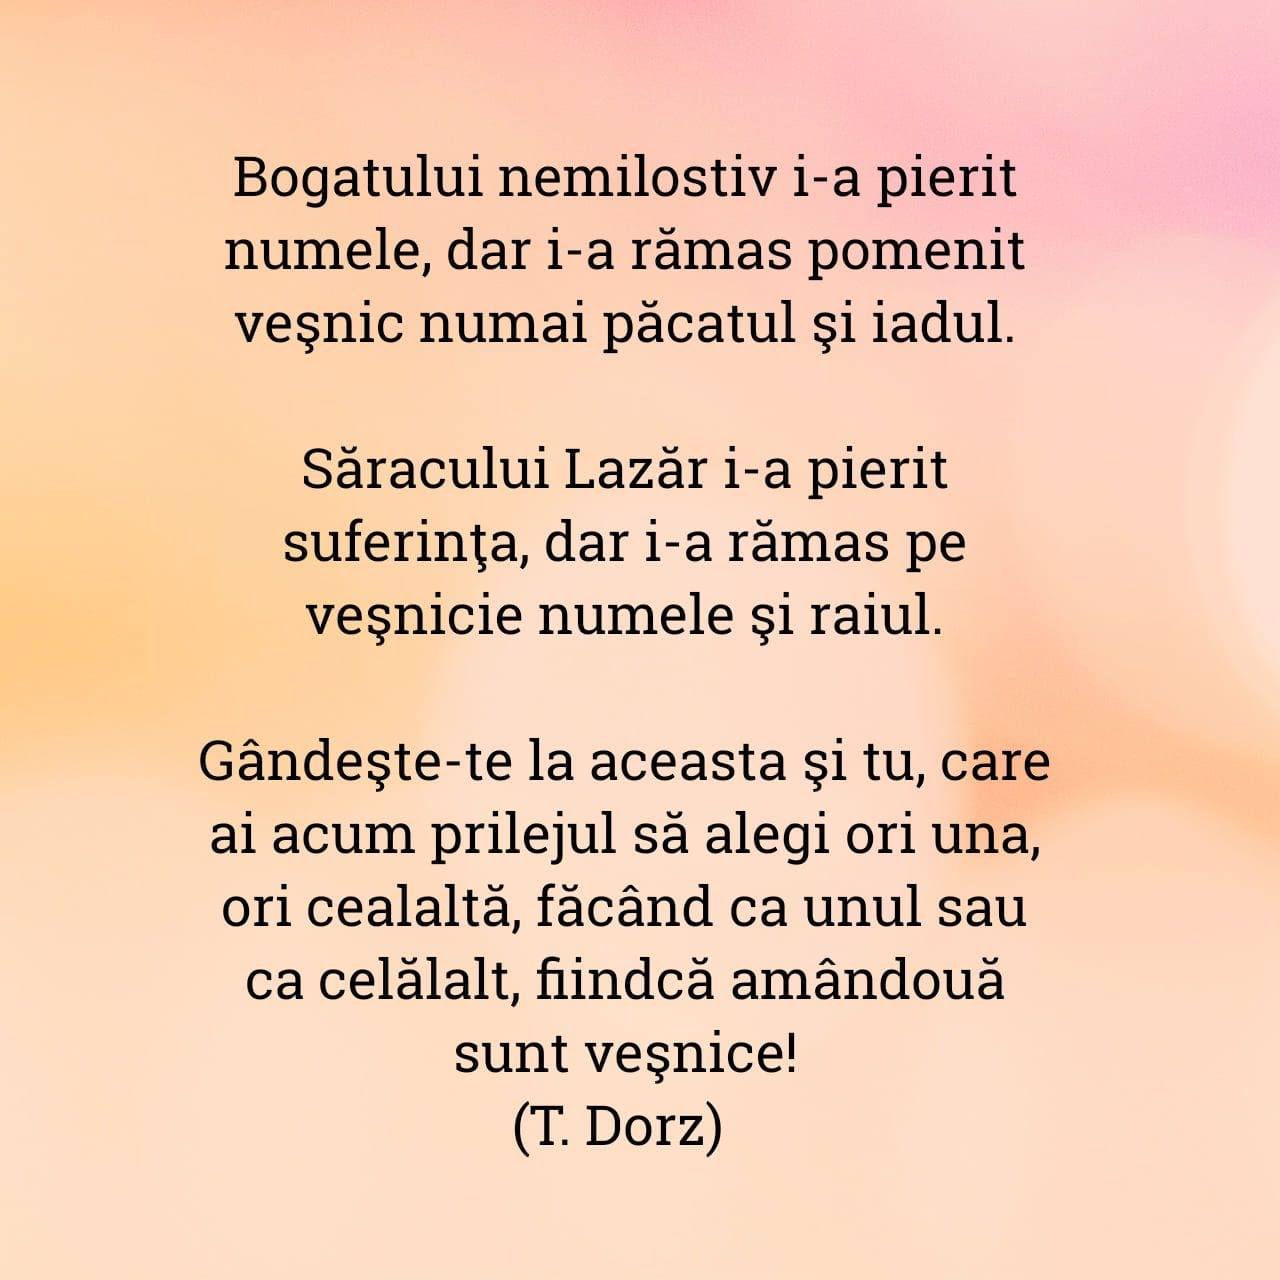 Bogatului nemilostiv i-a pierit
numele, dar i-a rămas pomenit
veşnic numai păcatul şi iadul.
Săracului Lazăr i-a pierit
suferinţa, dar i-a rămas pe
veşnicie numele şi raiul.
Gândeşte-te la aceasta şi tu, care
ai acum prilejul să alegi ori una,
ori cealaltă, făcând ca unul sau
ca celălalt, fiindcă amândouă
sunt veşnice!
(T. Dorz)